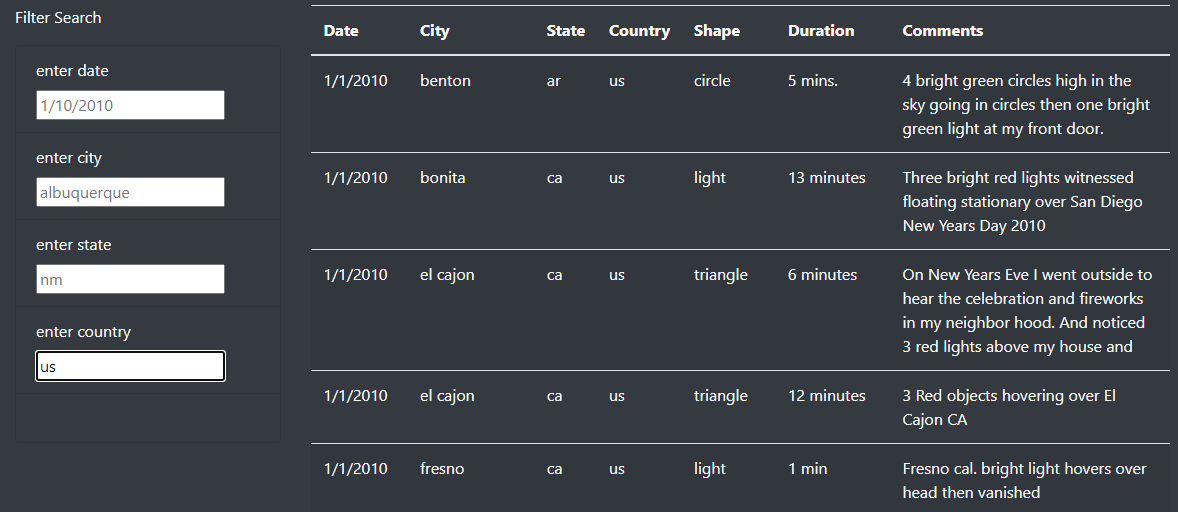 Filter Search
enter date
1/10/2010
enter city
albuquerque
enter state
nm
enter country
us
Date City State Country Shape Duration Comments
1/1/2010 benton ar us circle 5 mins. 4 bright green circles high in the
sky going in circles then one bright
green light at my front door.
1/1/2010 bonita ca us light 13 minutes Three bright red lights witnessed
floating stationary over San Diego
New Years Day 2010
1/1/2010 el cajon ca us triangle 6 minutes On New Years Eve I went outside to
hear the celebration and fireworks
in my neighbor hood. And noticed
3 red lights above my house and
1/1/2010 el cajon ca us triangle 12 minutes 3 Red objects hovering over El
Cajon CA
1/1/2010 fresno ca us light 1 min Fresno cal. bright light hovers over
head then vanished